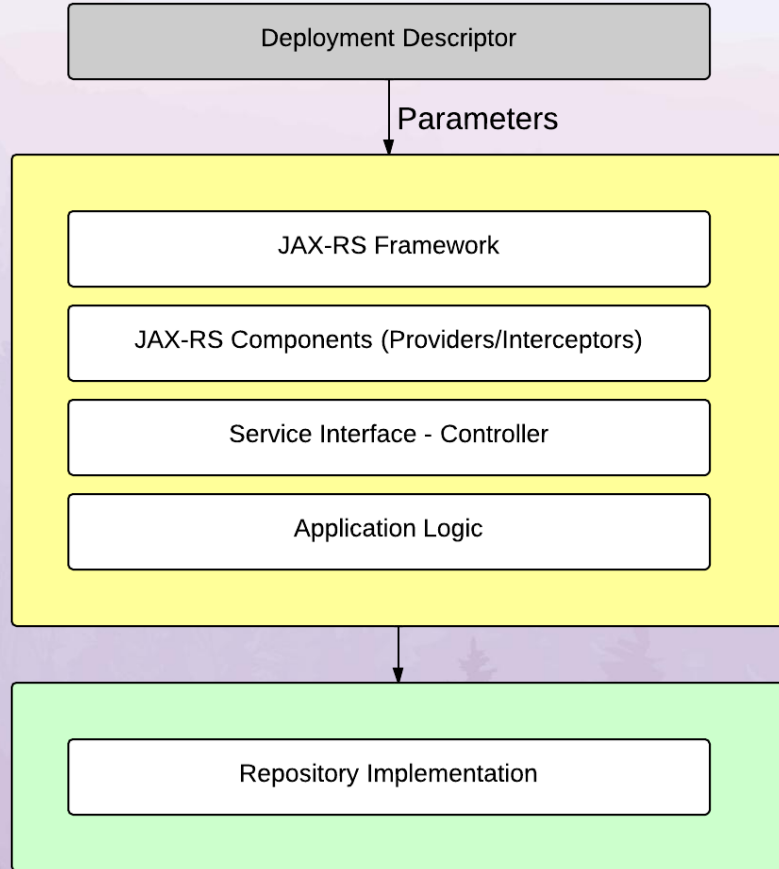 Deployment Descriptor
Parameters
JAX-RS Framework
JAX-RS Components (Providers/Interceptors)
Service Interface - Controller
Application Logic
Repository Implementation